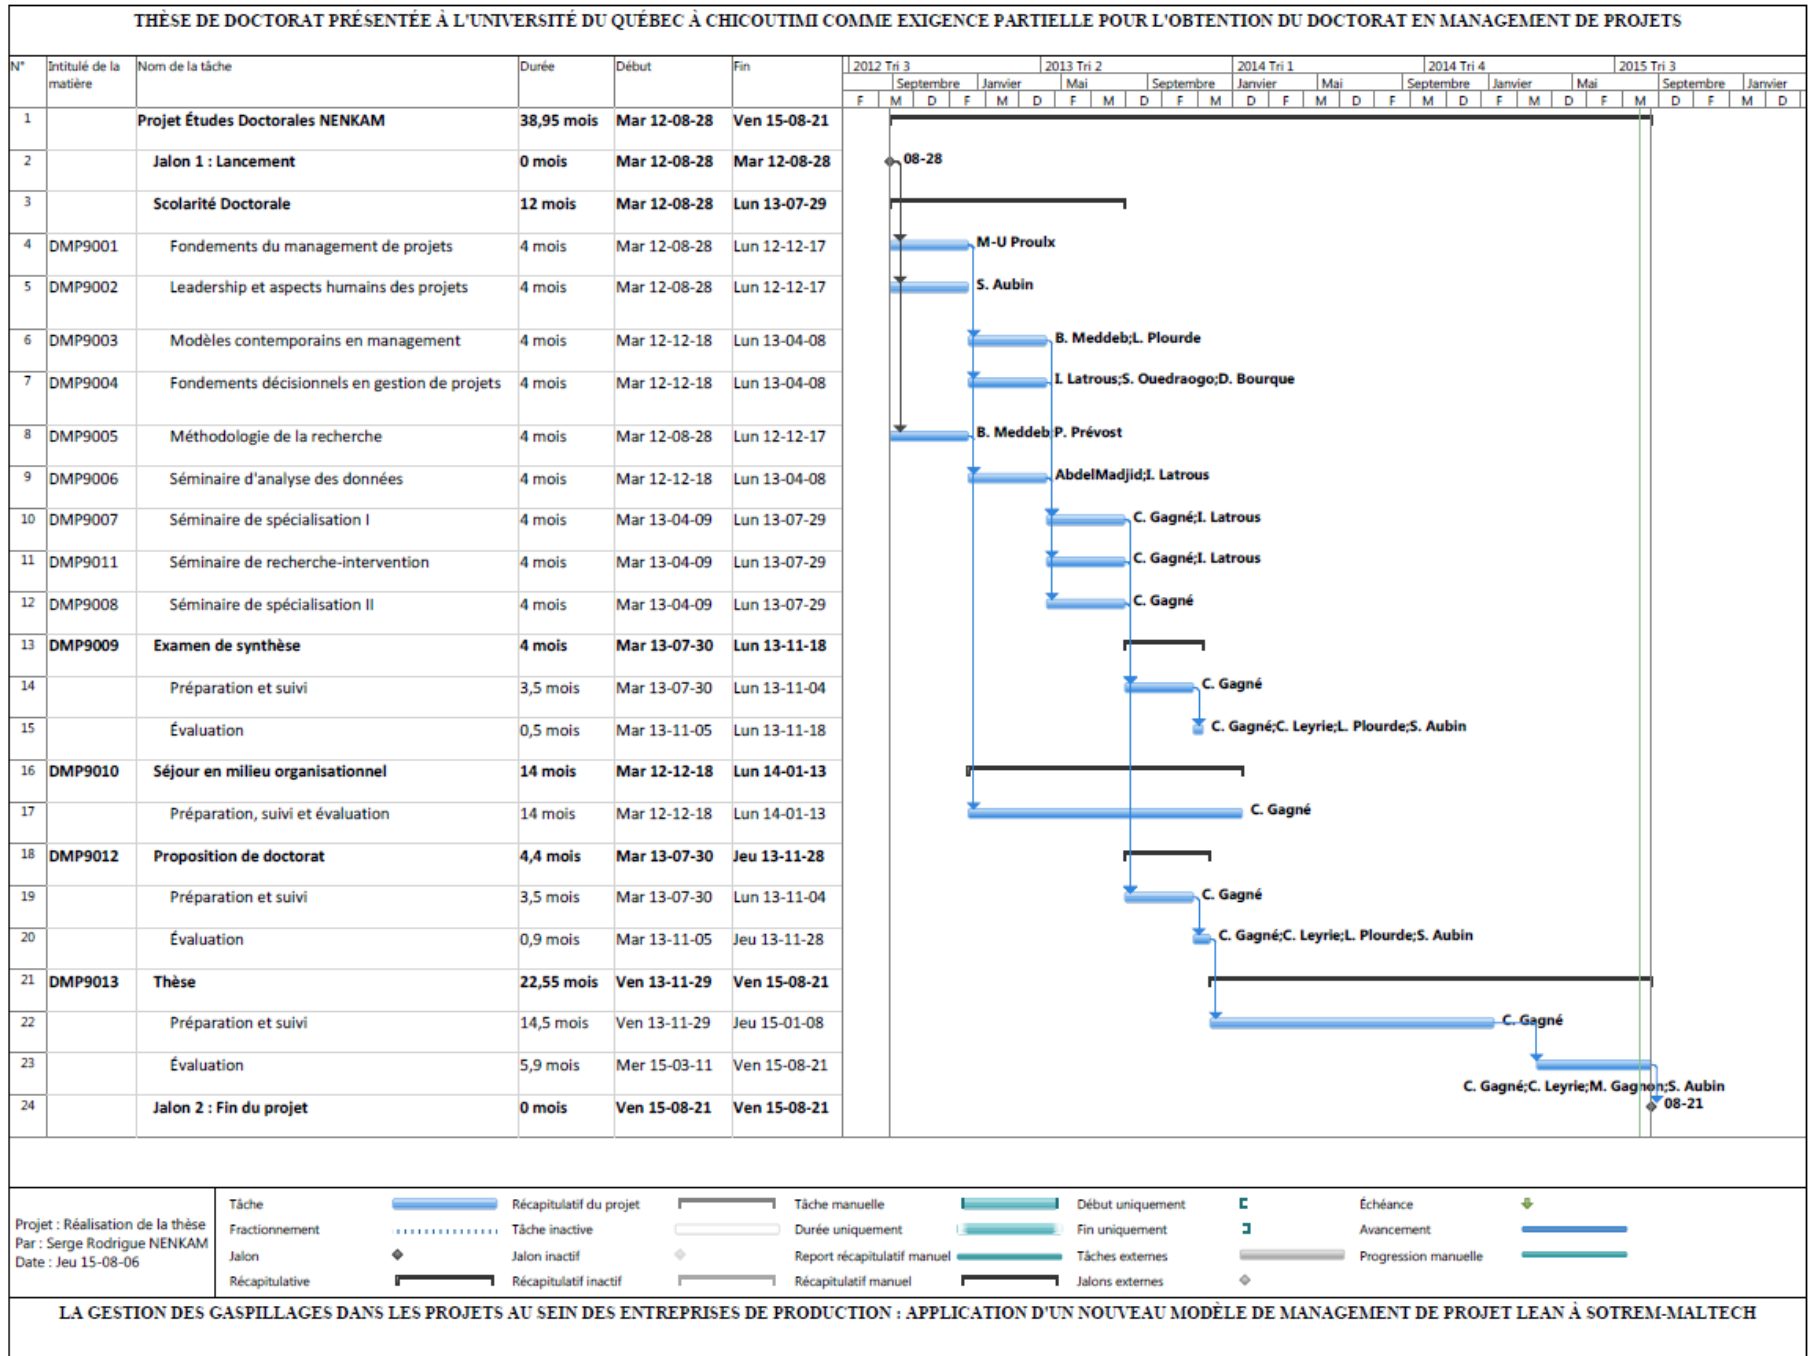 THÈSE DE DOCTORAT PRÉSENTÉE À L'UNIVERSITÉ DU QUÉBEC À CHICOUTIMI COMME EXIGENCE PARTIELLE POUR L'OBTENTION DU DOCTORAT EN MANAGEMENT DE PROJETS
N° Intitulé de la matière Nom de la tâche Durée Début Fin
2012 Tri 3 2013 Tri 2 2014 Tri 1 2014 Tri 4 2015 Tri 3
Septembre Janvier Mai Septembre Janvier Mai Septembre Janvier Mai Septembre Janvier
F M D F M D F M D F M D F M D F M D F M D F M D F M D
1 Projet Études Doctorales NENKAM 38,95 mois Mar 12-08-28 Ven 15-08-21
2 Jalon 1 : Lancement 0 mois Mar 12-08-28 Mar 12-08-28 08-28
3 Scolarité Doctorale 12 mois Mar 12-08-28 Lun 13-07-29
4 DMP9001 Fondements du management de projets 4 mois Mar 12-08-28 Lun 12-12-17 M-U Proulx
5 DMP9002 Leadership et aspects humains des projets 4 mois Mar 12-08-28 Lun 12-12-17 S. Aubin
6 DMP9003 Modèles contemporains en management 4 mois Mar 12-12-18 Lun 13-04-08 B. Meddeb;L. Plourde
7 DMP9004 Fondements décisionnels en gestion de projets 4 mois Mar 12-12-18 Lun 13-04-08 I. Latrous;S. Ouedraogo;D. Bourque
8 DMP9005 Méthodologie de la recherche 4 mois Mar 12-08-28 Lun 12-12-17 B. Meddeb;P. Prévost
9 DMP9006 Séminaire d'analyse des données 4 mois Mar 12-12-18 Lun 13-04-08 AbdelMadjid;I. Latrous
10 DMP9007 Séminaire de spécialisation I 4 mois Mar 13-04-09 Lun 13-07-29 C. Gagné;I. Latrous
11 DMP9011 Séminaire de recherche-intervention 4 mois Mar 13-04-09 Lun 13-07-29 C. Gagné;I. Latrous
12 DMP9008 Séminaire de spécialisation II 4 mois Mar 13-04-09 Lun 13-07-29 C. Gagné
13 DMP9009 Examen de synthèse 4 mois Mar 13-07-30 Lun 13-11-18
14 Préparation et suivi 3,5 mois Mar 13-07-30 Lun 13-11-04 C. Gagné
15 Évaluation 0,5 mois Mar 13-11-05 Lun 13-11-18 C. Gagné;C. Leyrie;L. Plourde;S. Aubin
16 DMP9010 Séjour en milieu organisationnel 14 mois Mar 12-12-18 Lun 14-01-13
17 Préparation, suivi et évaluation 14 mois Mar 12-12-18 Lun 14-01-13 C. Gagné
18 DMP9012 Proposition de doctorat 4,4 mois Mar 13-07-30 Jeu 13-11-28
19 Préparation et suivi 3,5 mois Mar 13-07-30 Lun 13-11-04 C. Gagné
20 Évaluation 0,9 mois Mar 13-11-05 Jeu 13-11-28 C. Gagné;C. Leyrie;L. Plourde;S. Aubin
21 DMP9013 Thèse 22,55 mois Ven 13-11-29 Ven 15-08-21
22 Préparation et suivi 14,5 mois Ven 13-11-29 Jeu 15-01-08 C. Gagné
23 Évaluation 5,9 mois Mer 15-03-11 Ven 15-08-21
C. Gagné;C. Leyrie;M. Gagnon;S. Aubin
24 Jalon 2 : Fin du projet 0 mois Ven 15-08-21 Ven 15-08-21 08-21
Projet : Réalisation de la thèse
Par : Serge Rodrigue NENKAM
Date : Jeu 15-08-06
Tâche Récapitulatif du projet Tâche manuelle Début uniquement Échéance
Fractionnement Tâche inactive Durée uniquement Fin uniquement Avancement
Jalon Jalon inactif Report récapitulatif manuel Tâches externes Progression manuelle
Récapitulative Récapitulatif inactif Récapitulatif manuel Jalons externes
LA GESTION DES GASPILLAGES DANS LES PROJETS AU SEIN DES ENTREPRISES DE PRODUCTION : APPLICATION D'UN NOUVEAU MODÈLE DE MANAGEMENT DE PROJET LEAN À SOTREM-MALTECH